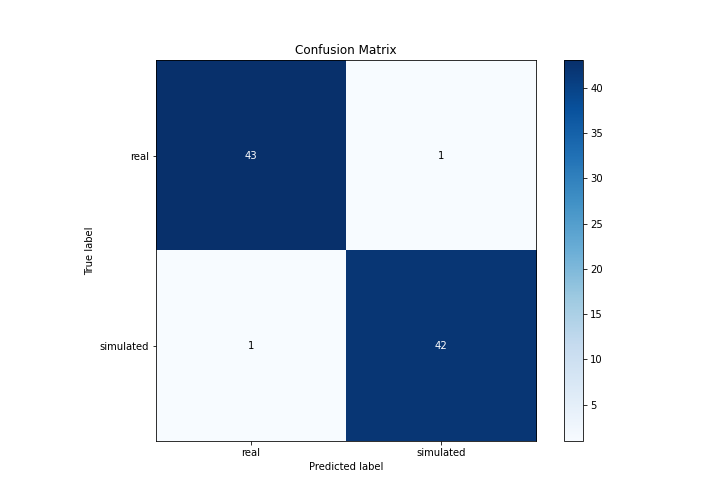 Confusion Matrix
True label
real
43
1
simulated
1
42
real
simulated
Predicted label
40
35
30
25
20
15
10
5